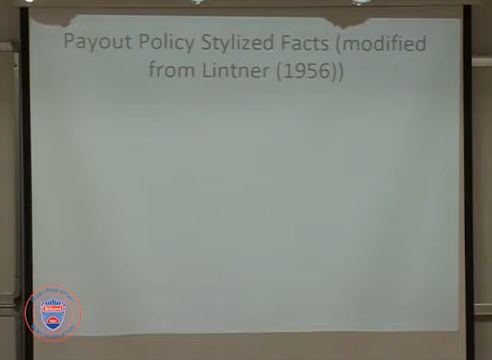 Payout Policy Stylized Facts (modified
from Lintner (1956))